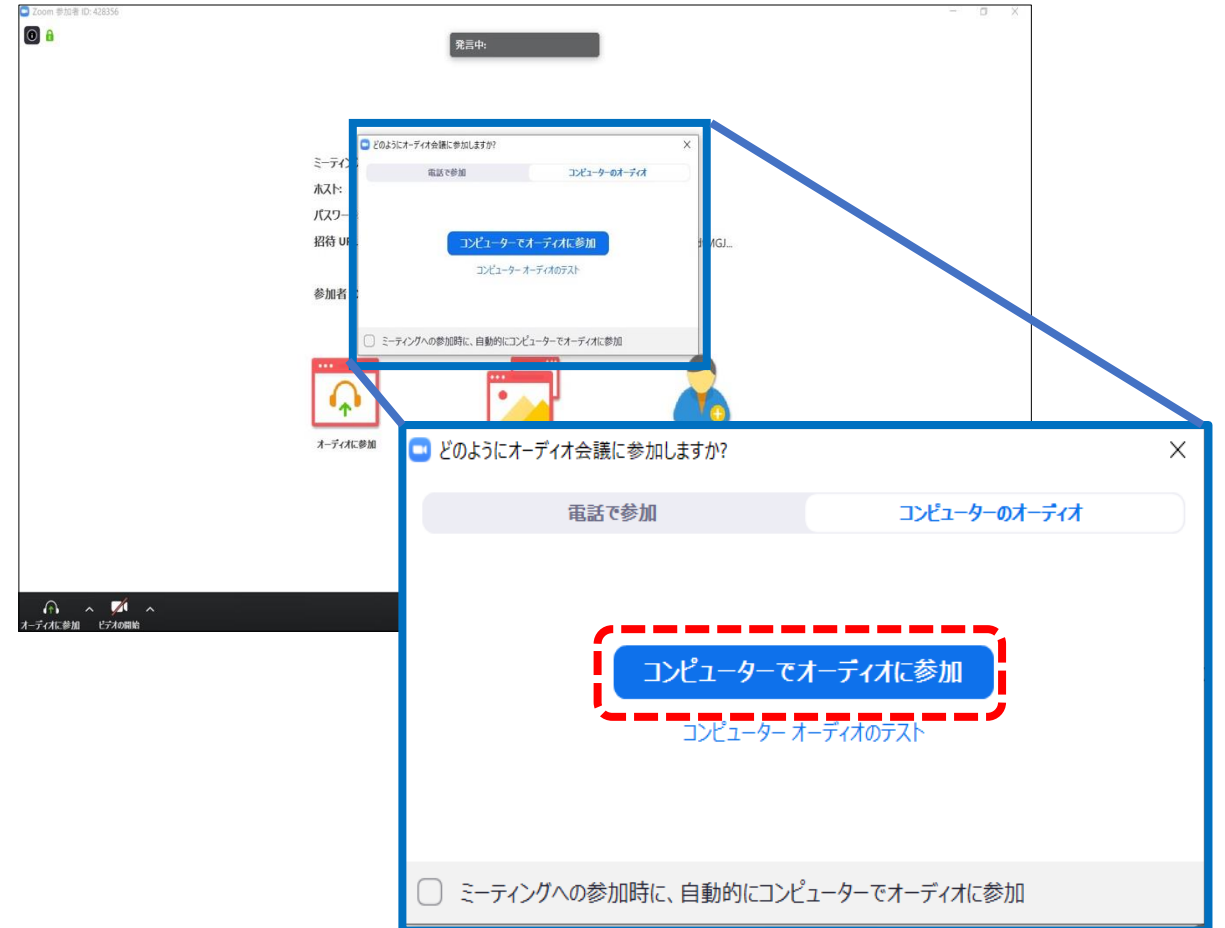 Zoom 参加者 ID: 428356
発言中:
どのようにオーディオ会議に参加しますか?
電話で参加 コンピューターのオーディオ
ミーティン
ホスト:
パスワー
招待 UR
MGJ...
参加者
コンピューターでオーディオに参加
コンピューター オーディオのテスト
ミーティングへの参加時に、自動的にコンピューターでオーディオに参加
オーディオに参加
どのようにオーディオ会議に参加しますか?
電話で参加 コンピューターのオーディオ
コンピューターでオーディオに参加
コンピューター オーディオのテスト
ミーティングへの参加時に、自動的にコンピューターでオーディオに参加
オーディオに参加 ビデオの開始